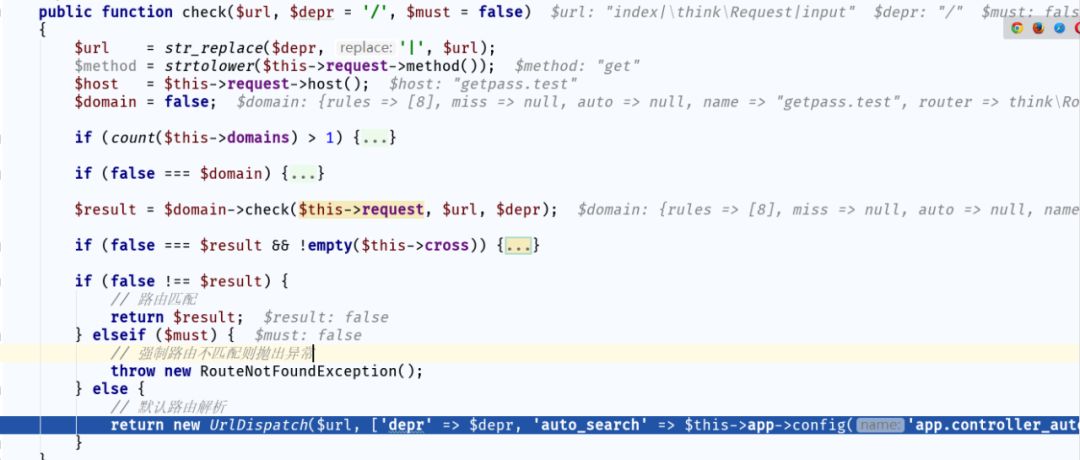 public function check($url, $depr = '/', $must = false)  $url: "index|\think\Request|input"  $depr: "/"  $must: fals
{
$url    = str_replace($depr, replace: '|', $url);
$method = strtolower($this->request->method());  $method: "get"
$host   = $this->request->host();  $host: "getpass.test"
$domain = false;  $domain: {rules => [8], miss => null, auto => null, name => "getpass.test", router => think\Ro
if (count($this->domains) > 1) {...}
if (false === $domain) {...}
$result = $domain->check($this->request, $url, $depr);  $domain: {rules => [8], miss => null, auto => null, name
if (false === $result && !empty($this->cross)) {...}
if (false !== $result) {
// 路由匹配
return $result;  $result: false
} elseif ($must) {  $must: false
// 强制路由不匹配则抛出异常
throw new RouteNotFoundException();
} else {
// 默认路由解析
return new UrlDispatch($url, ['depr' => $depr, 'auto_search' => $this->app->config( name: 'app.controller_aut
}
}